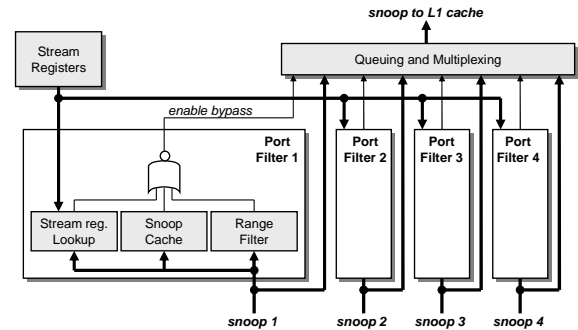 snoop to L1 cache
Stream
Registers
Queuing and Multiplexing
enable bypass
Port
Filter 1
Port
Filter 2
Port
Filter 3
Port
Filter 4
Stream reg.
Lookup
Snoop
Cache
Range
Filter
snoop 1
snoop 2
snoop 3
snoop 4